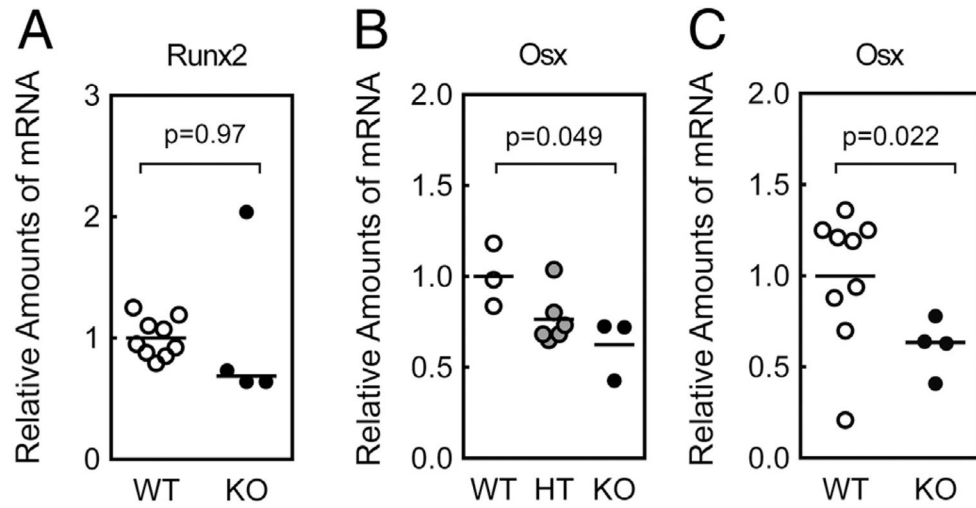 A
Runx2
Relative Amounts of mRNA
3
2
1
0
p=0.97
WT KO
B
Osx
Relative Amounts of mRNA
2.0
1.5
1.0
0.5
0.0
p=0.049
WT HT KO
C
Osx
Relative Amounts of mRNA
2.0
1.5
1.0
0.5
0.0
p=0.022
WT KO